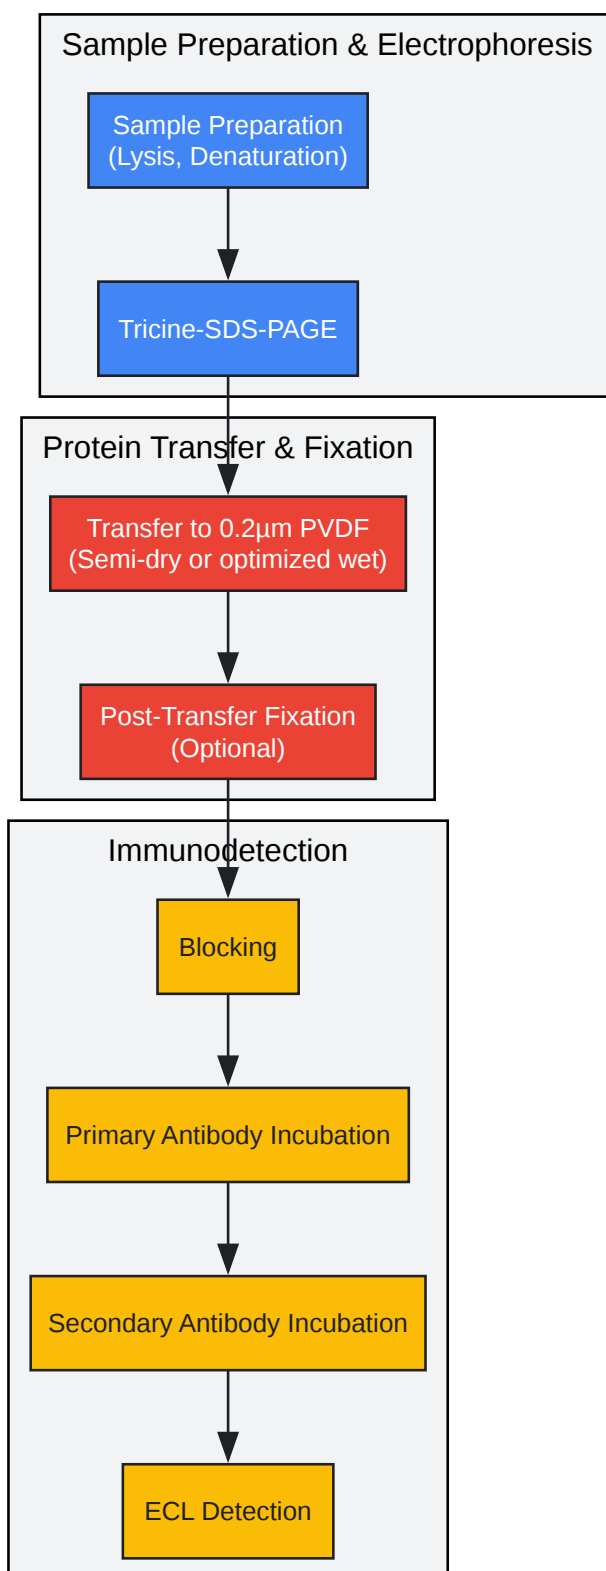 Sample Preparation & Electrophoresis
Sample Preparation
(Lysis, Denaturation)
Tricine-SDS-PAGE
Protein Transfer & Fixation
Transfer to 0.2µm PVDF
(Semi-dry or optimized wet)
Post-Transfer Fixation
(Optional)
Immunodetection
Blocking
Primary Antibody Incubation
Secondary Antibody Incubation
ECL Detection